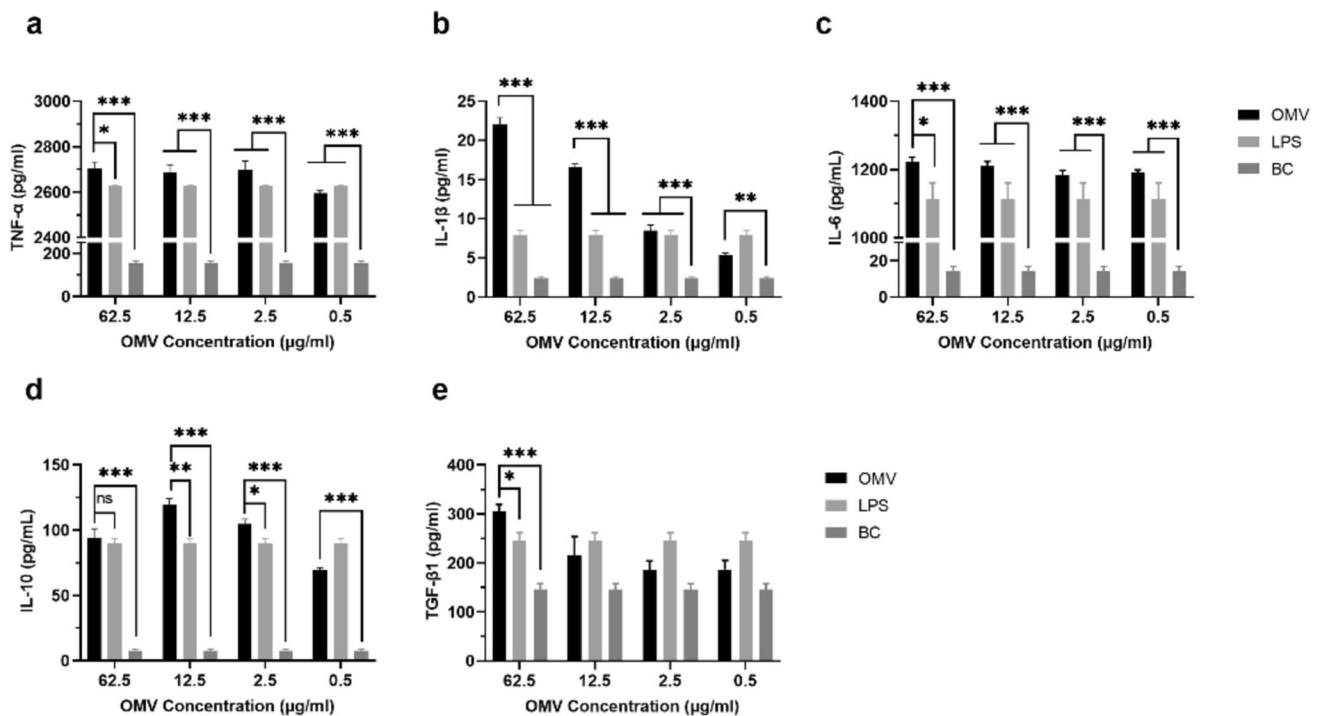 a
***
***
***
***
*
3000
2800
2600
2400
200
0
TNF-α (pg/ml)
62.5 12.5 2.5 0.5
OMV Concentration (µg/ml)
b
***
***
***
**
25
20
15
10
5
0
IL-1β (pg/ml)
62.5 12.5 2.5 0.5
OMV Concentration (µg/ml)
c
***
***
***
***
*
1400
1200
1000
20
0
IL-6 (pg/mL)
62.5 12.5 2.5 0.5
OMV Concentration (µg/ml)
OMV
LPS
BC
d
***
***
***
***
ns
**
*
150
100
50
0
IL-10 (pg/mL)
62.5 12.5 2.5 0.5
OMV Concentration (µg/ml)
e
***
*
400
300
200
100
0
TGF-β1 (pg/ml)
62.5 12.5 2.5 0.5
OMV Concentration (µg/ml)
OMV
LPS
BC